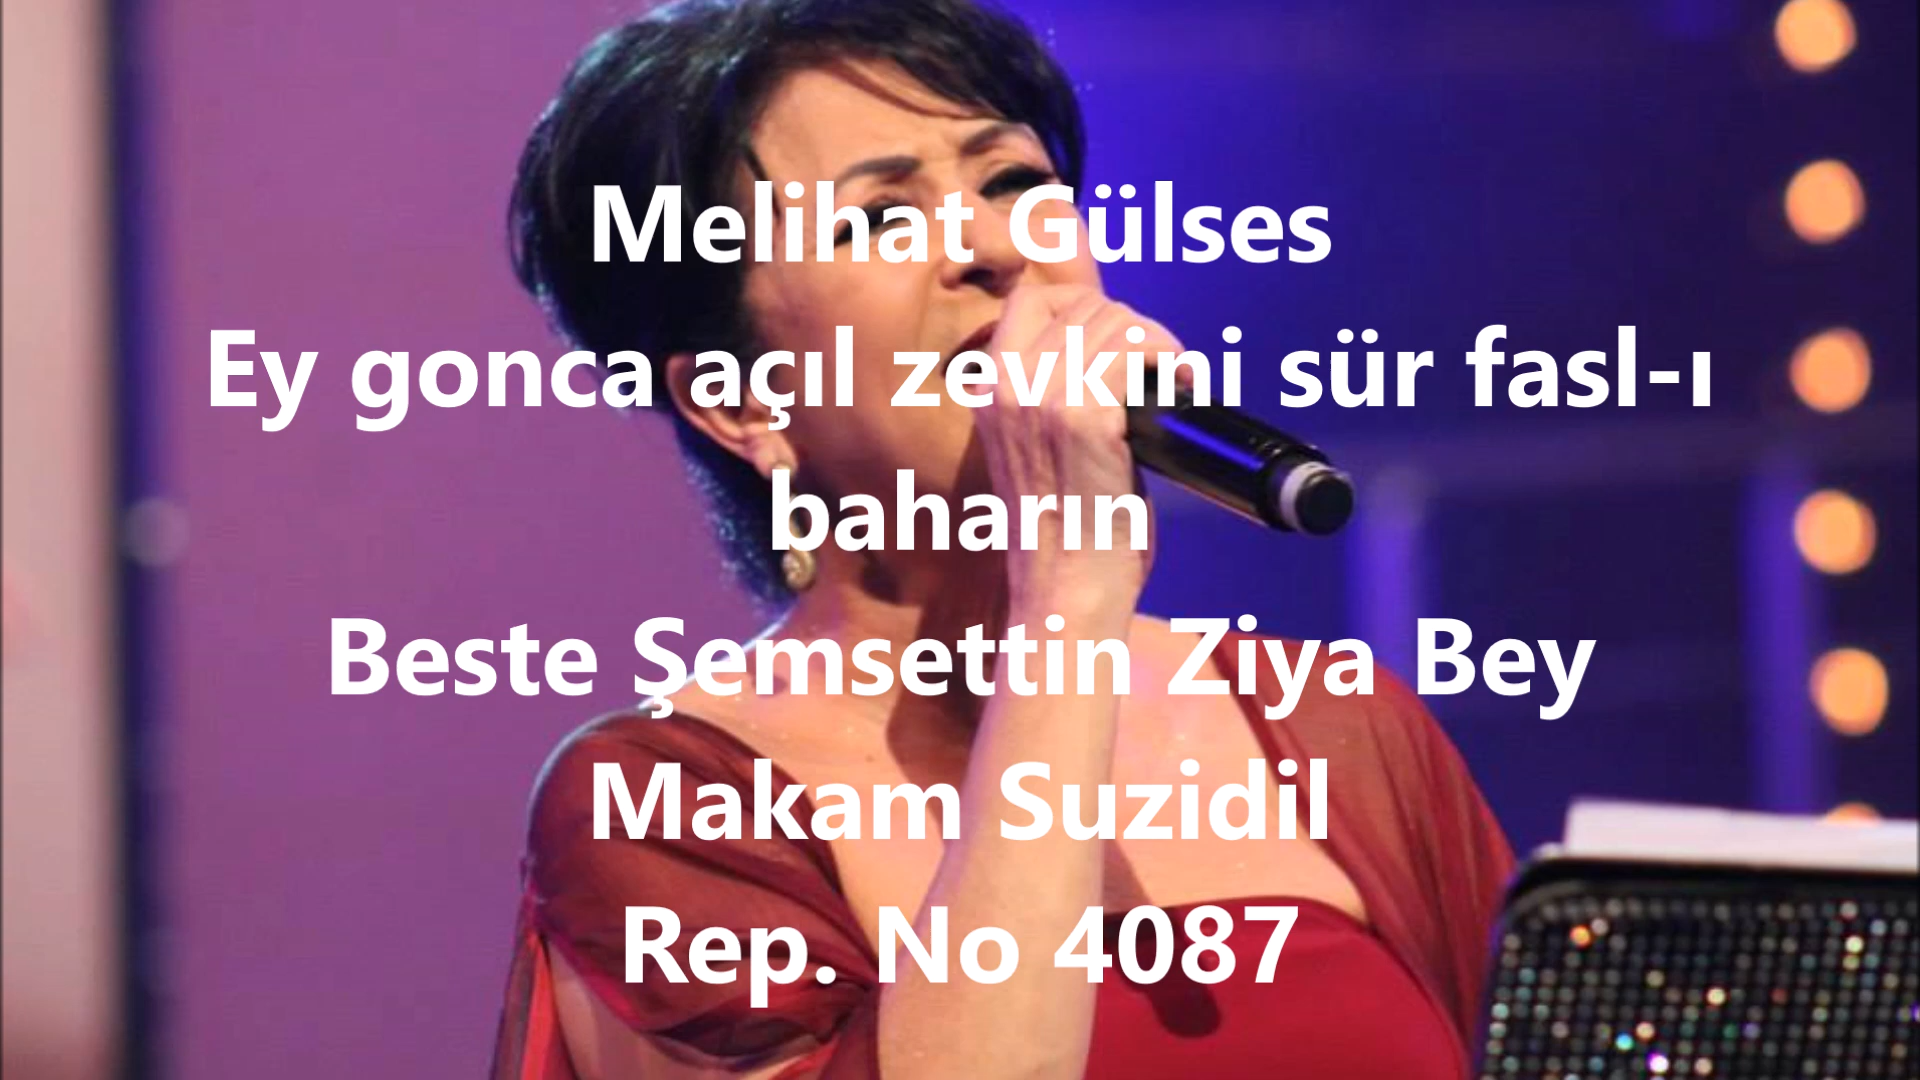 Melihat Gülses
Ey gonca açıl zevkini sür fasl-ı
baharın
Beste Şemsettin Ziya Bey
Makam Suzidil
Rep. No 4087